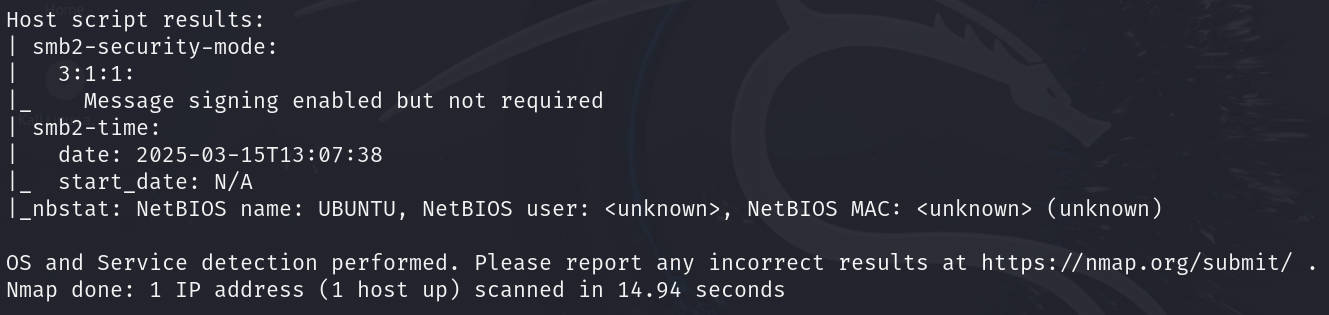 Host script results:
| smb2-security-mode:
|   3:1:1:
|_    Message signing enabled but not required
| smb2-time:
|   date: 2025-03-15T13:07:38
|_  start_date: N/A
|_nbstat: NetBIOS name: UBUNTU, NetBIOS user: <unknown>, NetBIOS MAC: <unknown> (unknown)

OS and Service detection performed. Please report any incorrect results at https://nmap.org/submit/ .
Nmap done: 1 IP address (1 host up) scanned in 14.94 seconds